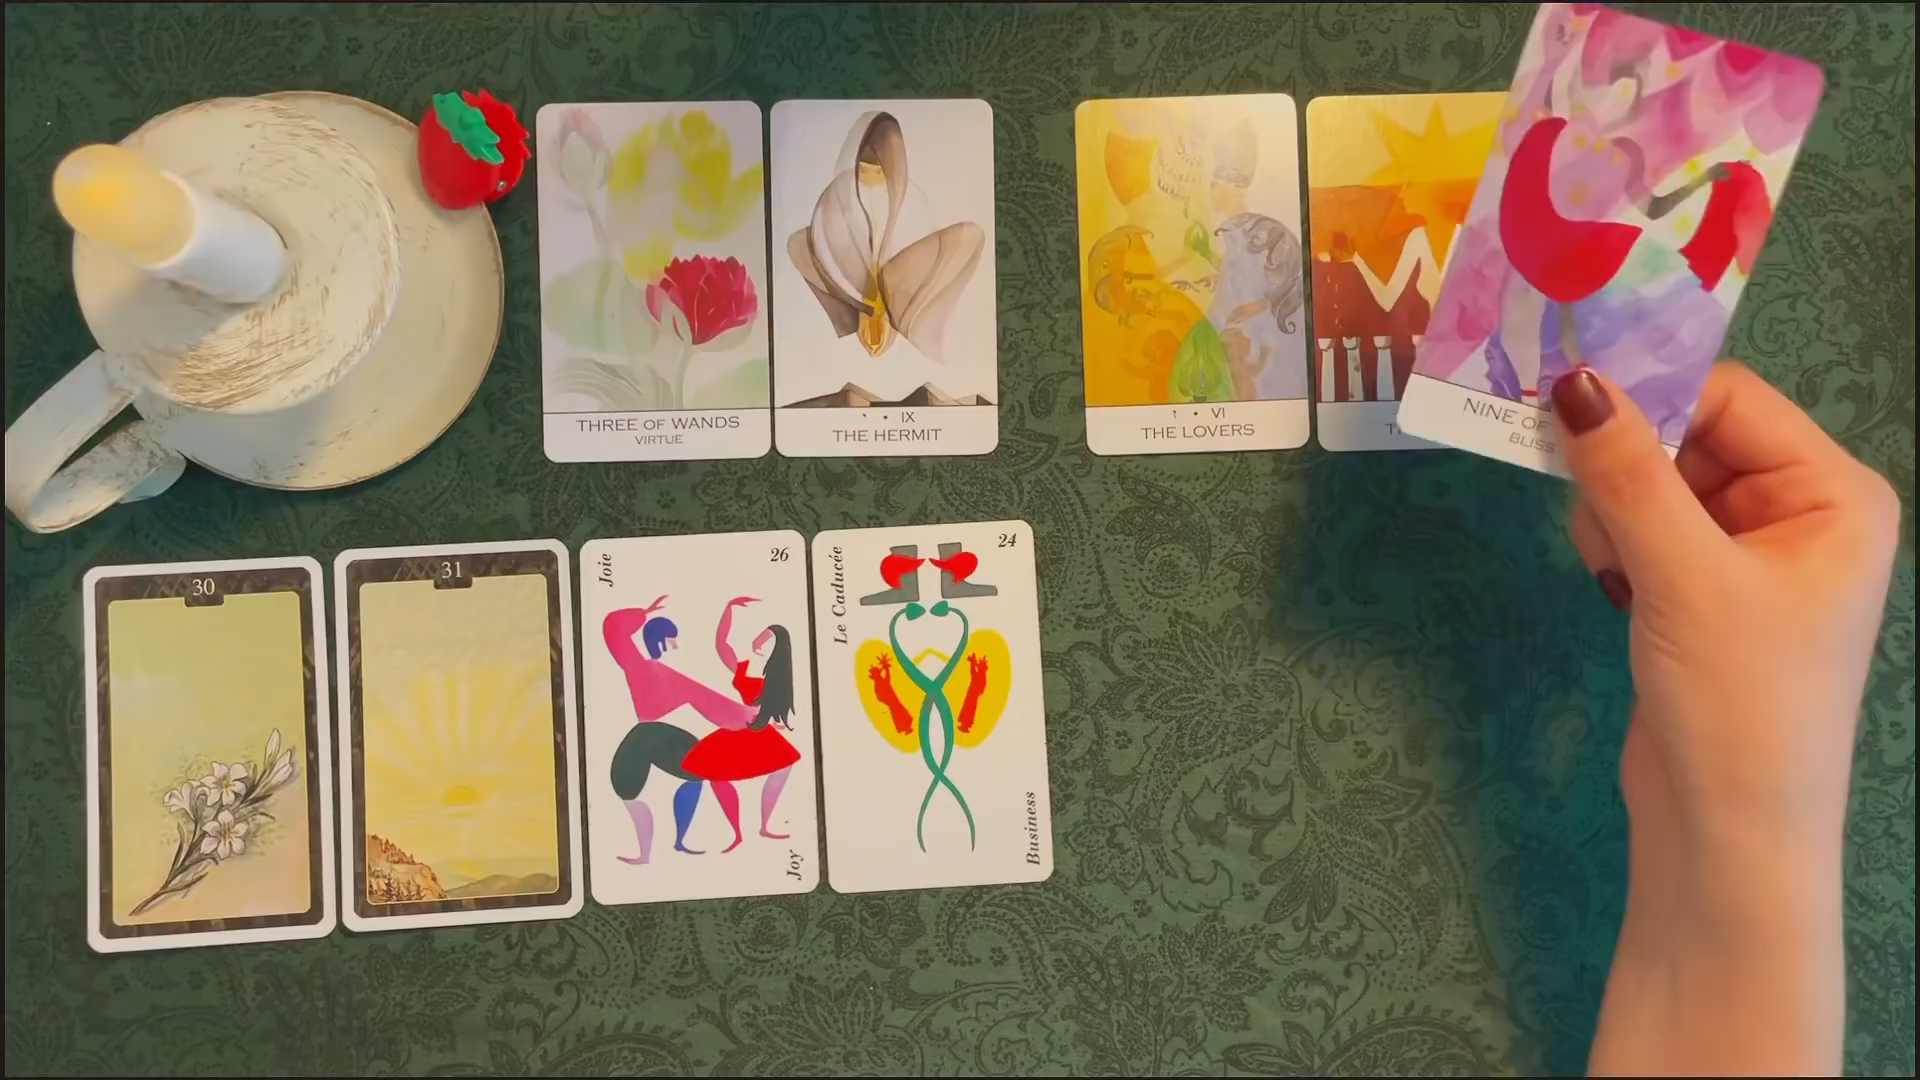 THREE OF WANDS
VIRTUE
IX
THE HERMIT
VI
THE LOVERS
NINE OF
BLISS
30
31
Joie
26
Joy
Le Caducée
24
Business